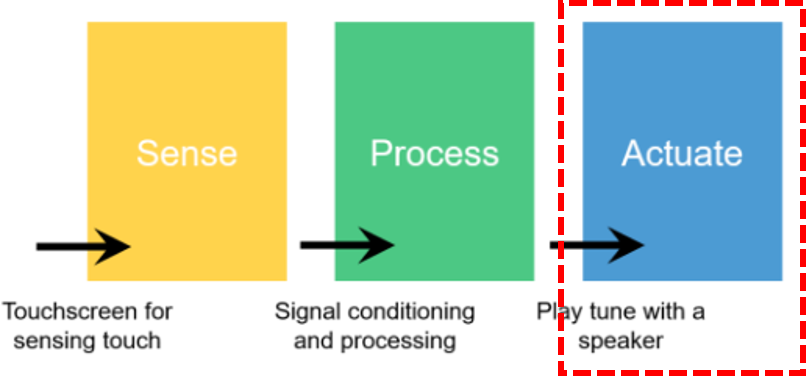 Sense
Process
Actuate
Touchscreen for
sensing touch
Signal conditioning
and processing
Play tune with a
speaker